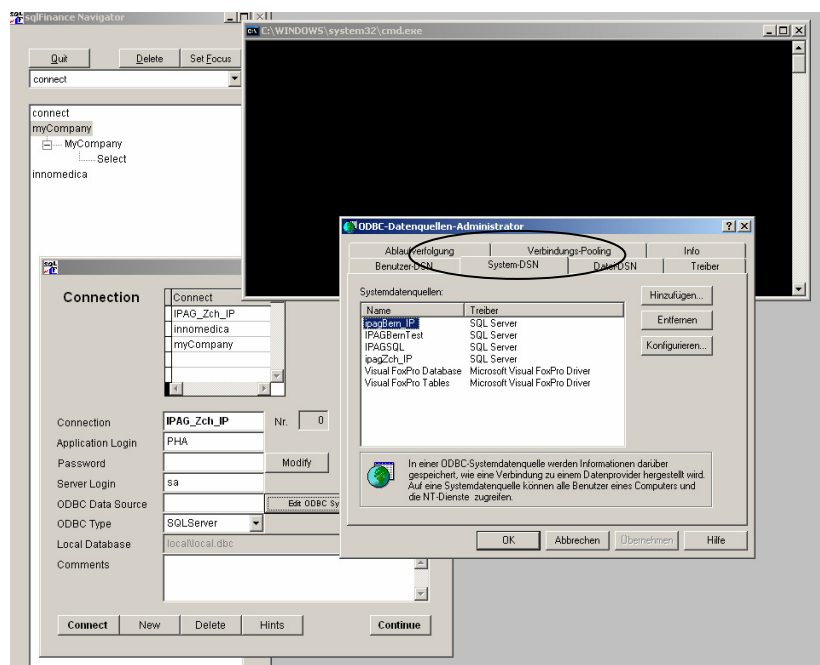 sqlFinance Navigator
Quit Delete Set Focus
connect
connect
myCompany
MyCompany
Select
innomedica
C:\WINDOWS\system32\cmd.exe
ODBC-Datenquellen-Administrator
Ablaufverfolgung Verbindungs-Pooling Info
Benutzer-DSN System-DSN Datei-DSN Treiber
Systemdatenquellen:
Name Treiber
ipagBern_IP SQL Server
IPAGBernTest SQL Server
IPAGSQL SQL Server
ipagZch_IP SQL Server
Visual FoxPro Database Microsoft Visual FoxPro Driver
Visual FoxPro Tables Microsoft Visual FoxPro Driver
Hinzufügen...
Entfernen
Konfigurieren...
In einer ODBC-Systemdatenquelle werden Informationen darüber
gespeichert, wie eine Verbindung zu einem Datenprovider hergestellt wird.
Auf eine Systemdatenquelle können alle Benutzer eines Computers und
die NT-Dienste zugreifen.
OK Abbrechen Übernehmen Hilfe
sql
Connection
Connect
IPAG_Zch_IP
innomedica
myCompany
Connection IPAG_Zch_IP Nr. 0
Application Login PHA
Password Modify
Server Login sa
ODBC Data Source Edit ODBC Sy
ODBC Type SQLServer
Local Database local\local.dbc
Comments
Connect New Delete Hints Continue